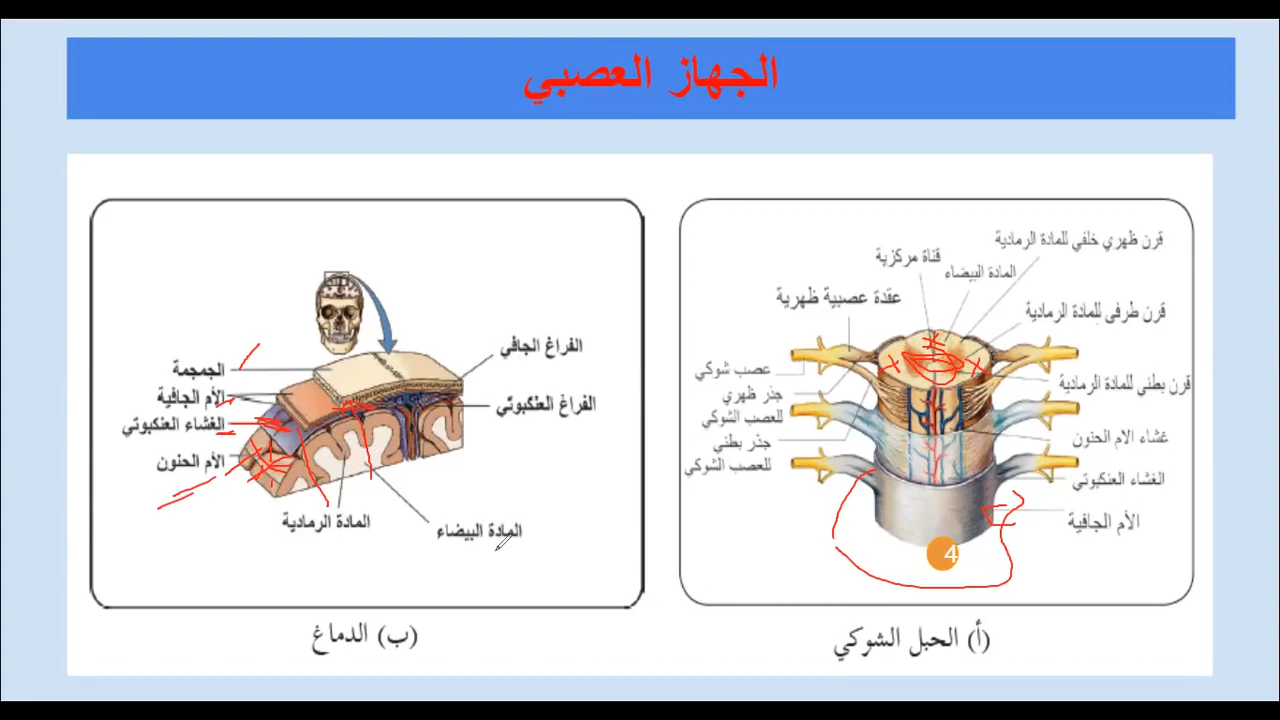 الجهاز العصبي
قرن ظهري خلفي للمادة الرمادية
قناة مركزية
المادة البيضاء
عقدة عصبية ظهرية
قرن طرفى للمادة الرمادية
عصب شوكي
قرن بطني للمادة الرمادية
جذر ظهري
للعصب الشوكي
غشاء الام الحنون
جذر بطني
للعصب الشوكي
الغشاء العنكبوتي
الأم الجافية
4
(أ) الحبل الشوكي
الفراغ الجافي
الجمجمة
الأم الجافية
الفراغ العنكبوتي
الغشاء العنكبوتي
الأم الحنون
المادة الرمادية
المادة البيضاء
(ب) الدماغ